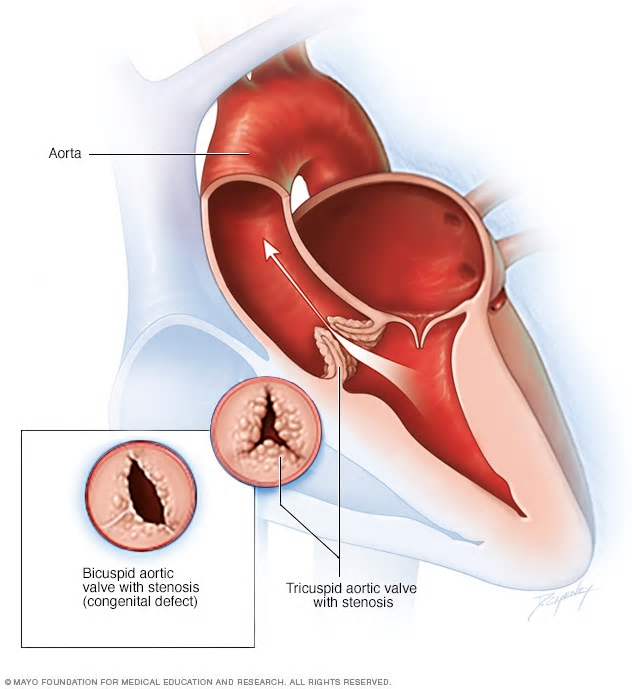 Aorta
Bicuspid aortic
valve with stenosis
(congenital defect)
Tricuspid aortic valve
with stenosis
© MAYO FOUNDATION FOR MEDICAL EDUCATION AND RESEARCH. ALL RIGHTS RESERVED.